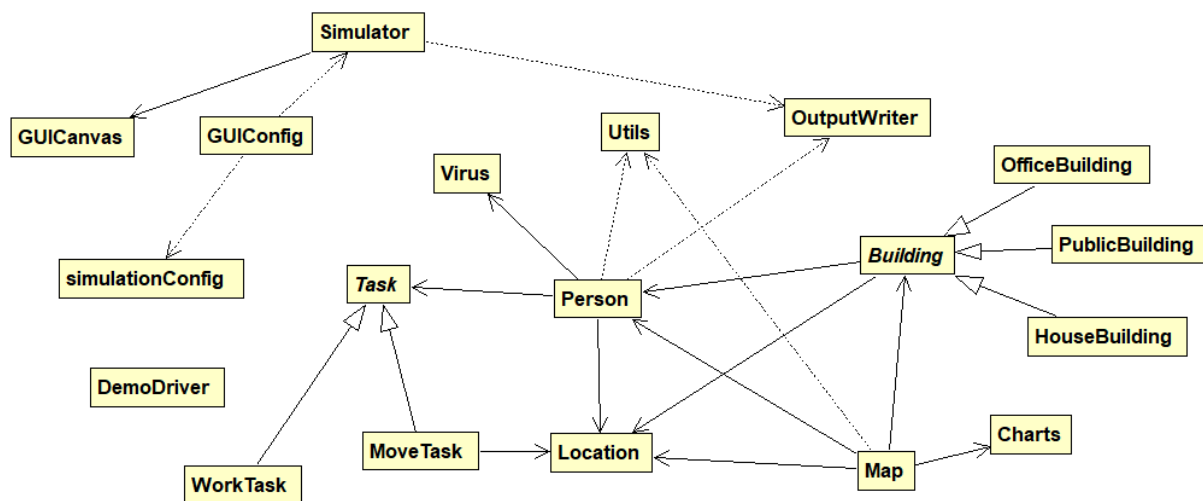 Simulator
OutputWriter
GUICanvas
GUIConfig
Utils
OfficeBuilding
Virus
PublicBuilding
Building
simulationConfig
Task
Person
HouseBuilding
DemoDriver
Charts
MoveTask
Location
Map
WorkTask